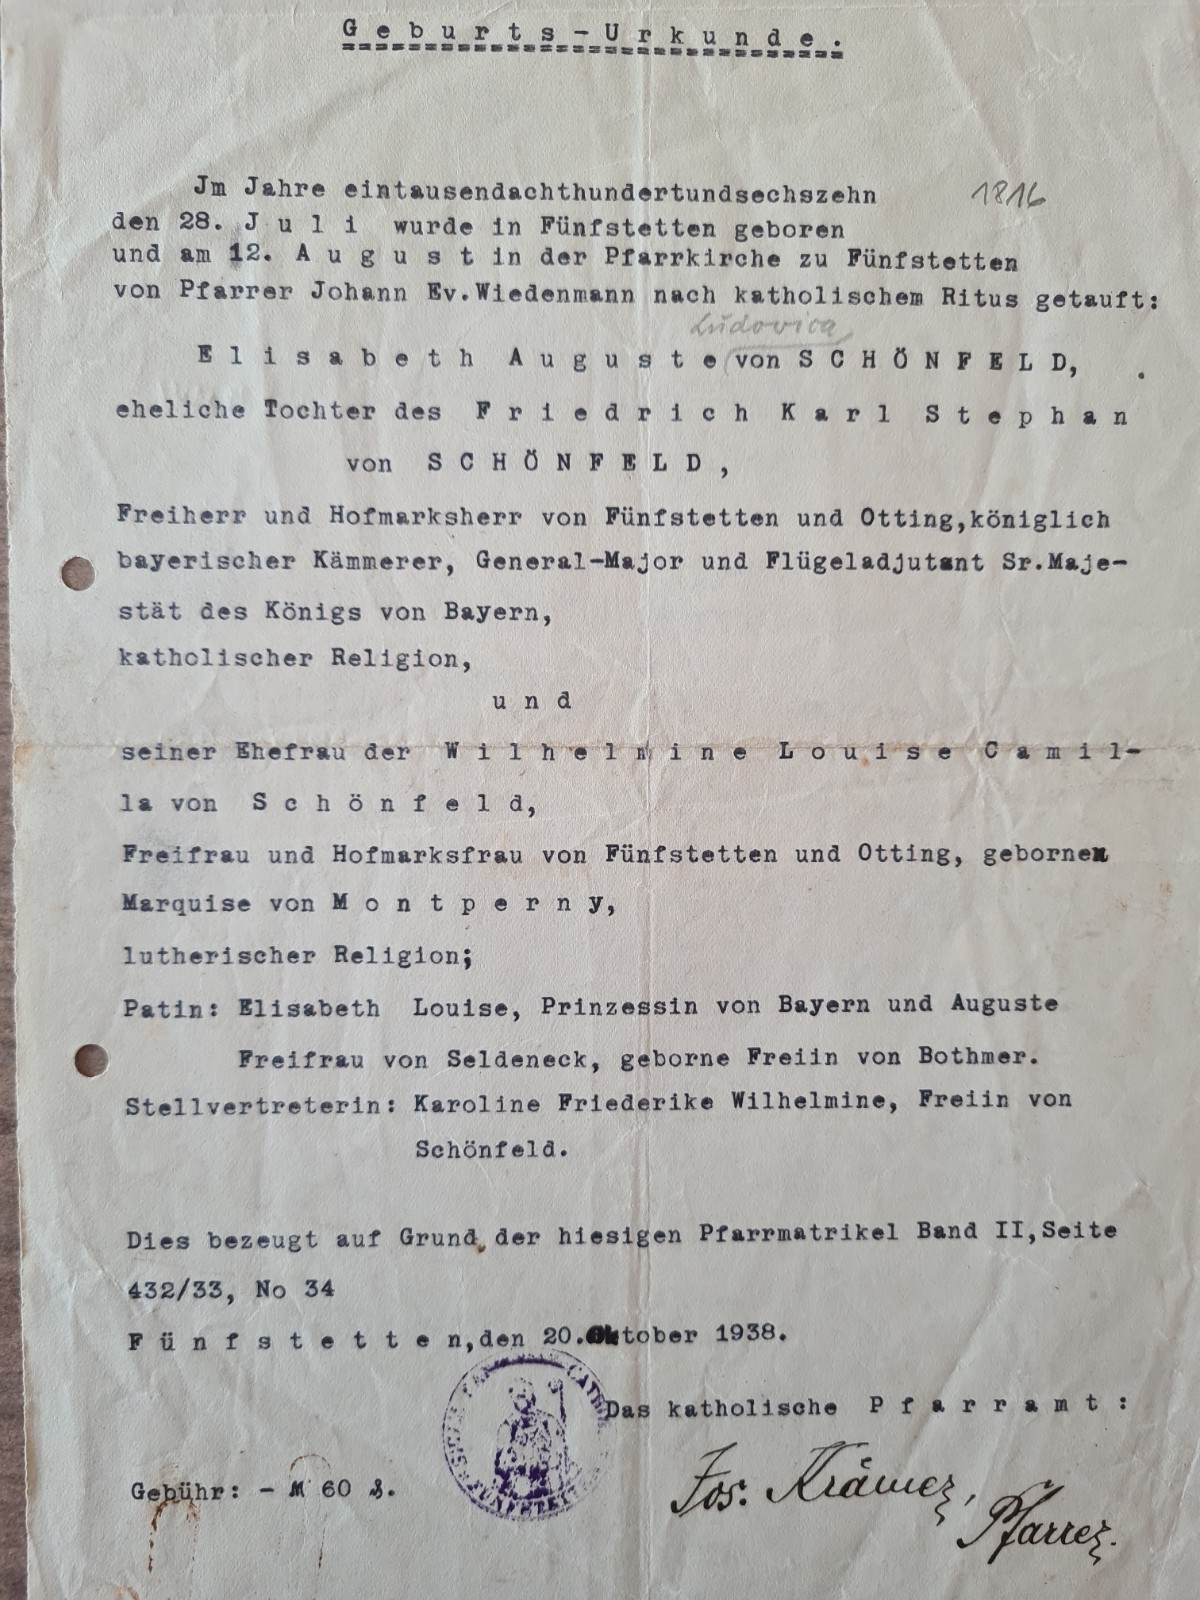 Geburts-Urkunde.
Jm Jahre eintausendachthundertundsechszehn 1816
den 28. Juli wurde in Fünfstetten geboren
und am 12. August in der Pfarrkirche zu Fünfstetten
von Pfarrer Johann Ev.Wiedenmann nach katholischem Ritus getauft:
Ludovica
Elisabeth Auguste von SCHÖNFELD,
eheliche Tochter des Friedrich Karl Stephan
von SCHÖNFELD,
Freiherr und Hofmarksherr von Fünfstetten und Otting,königlich
bayerischer Kämmerer, General-Major und Flügeladjutant Sr.Maje-
stät des Königs von Bayern,
katholischer Religion,
und
seiner Ehefrau der Wilhelmine Louise Camil-
la von Schönfeld,
Freifrau und Hofmarksfrau von Fünfstetten und Otting, gebornen
Marquise von Montperny,
lutherischer Religion;
Patin: Elisabeth Louise, Prinzessin von Bayern und Auguste
Freifrau von Seldeneck, geborne Freiin von Bothmer.
Stellvertreterin: Karoline Friederike Wilhelmine, Freiin von
Schönfeld.
Dies bezeugt auf Grund der hiesigen Pfarrmatrikel Band II,Seite
432/33, No 34
Fünfstetten,den 20.Oktober 1938.
Das katholische Pfarramt:
Gebühr: - M 60 ₰.
Jos. Krämer,
Pfarrer.